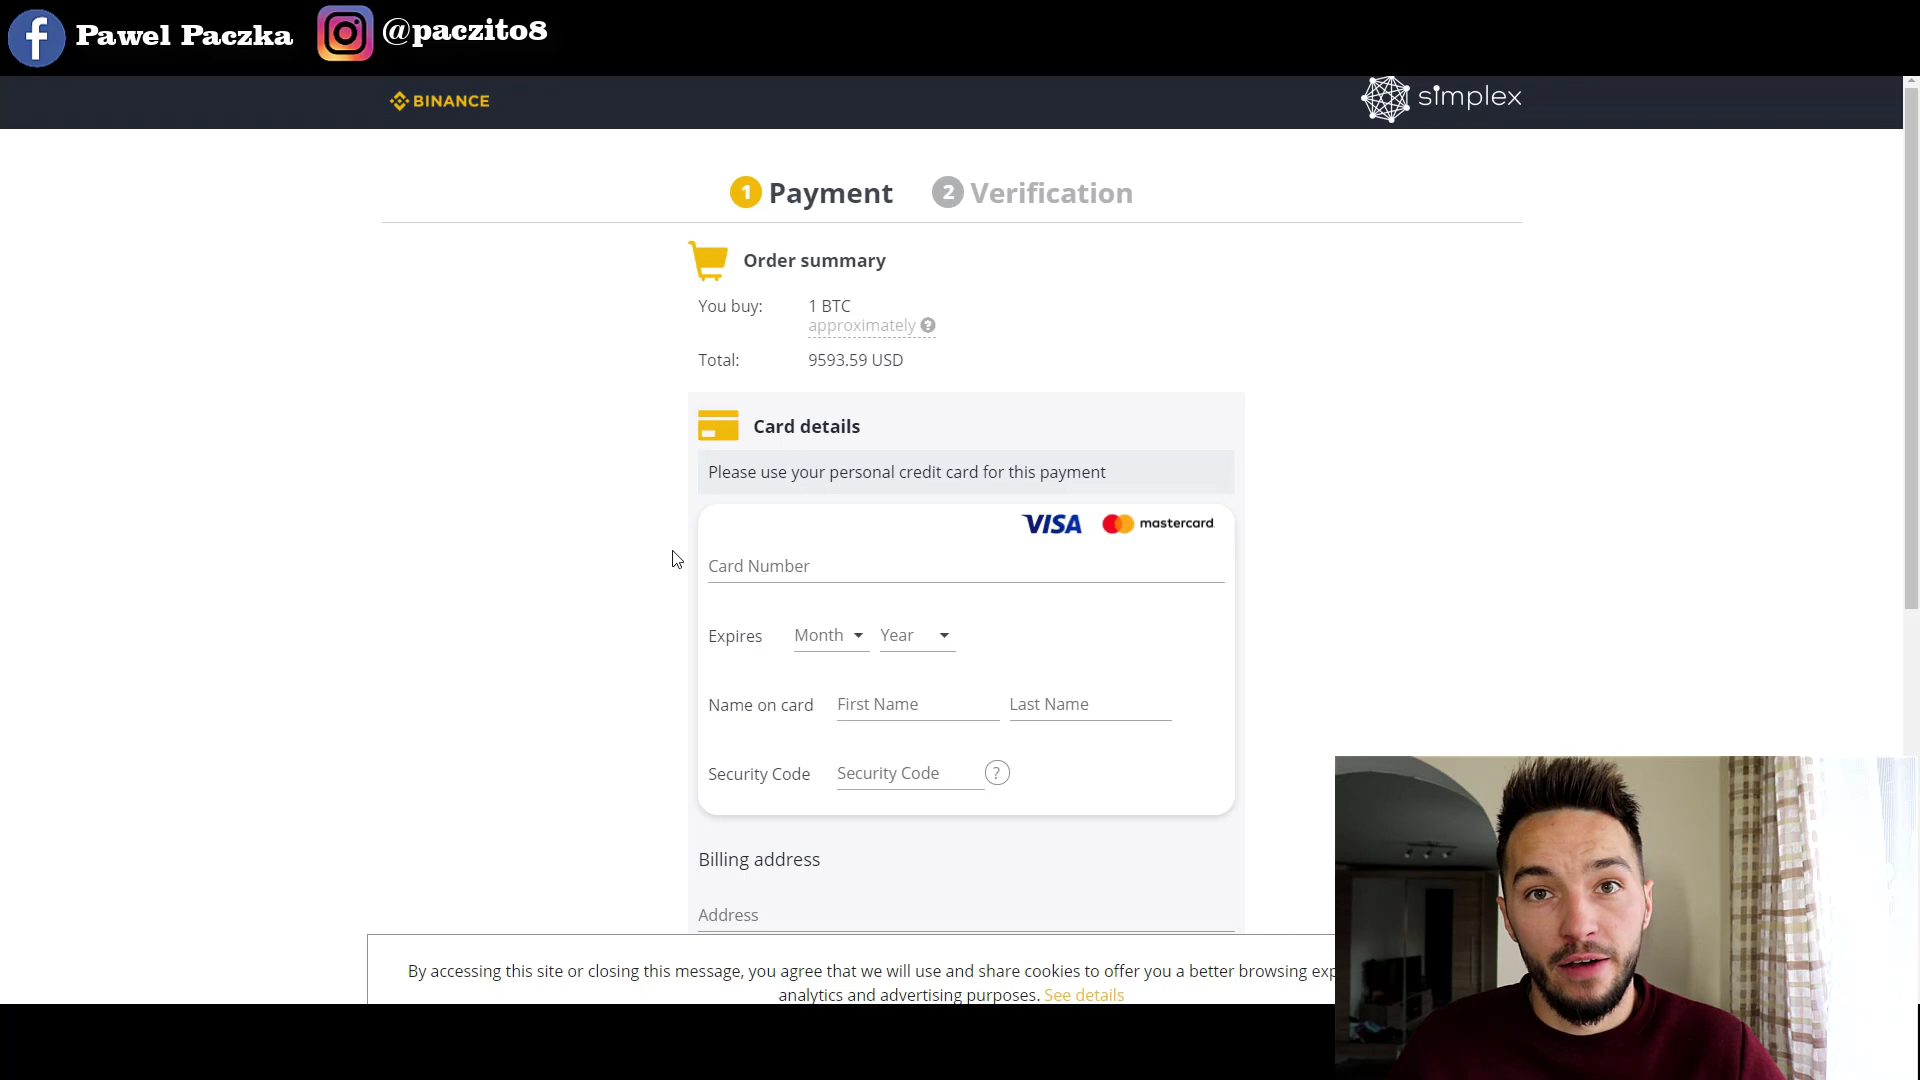 Pawel Paczka @paczito8
BINANCE simplex
1 Payment 2 Verification
Order summary
You buy: 1 BTC
approximately ?
Total: 9593.59 USD
Card details
Please use your personal credit card for this payment
VISA mastercard
Card Number
Expires Month Year
Name on card First Name Last Name
Security Code Security Code ?
Billing address
Address
By accessing this site or closing this message, you agree that we will use and share cookies to offer you a better browsing
analytics and advertising purposes. See details